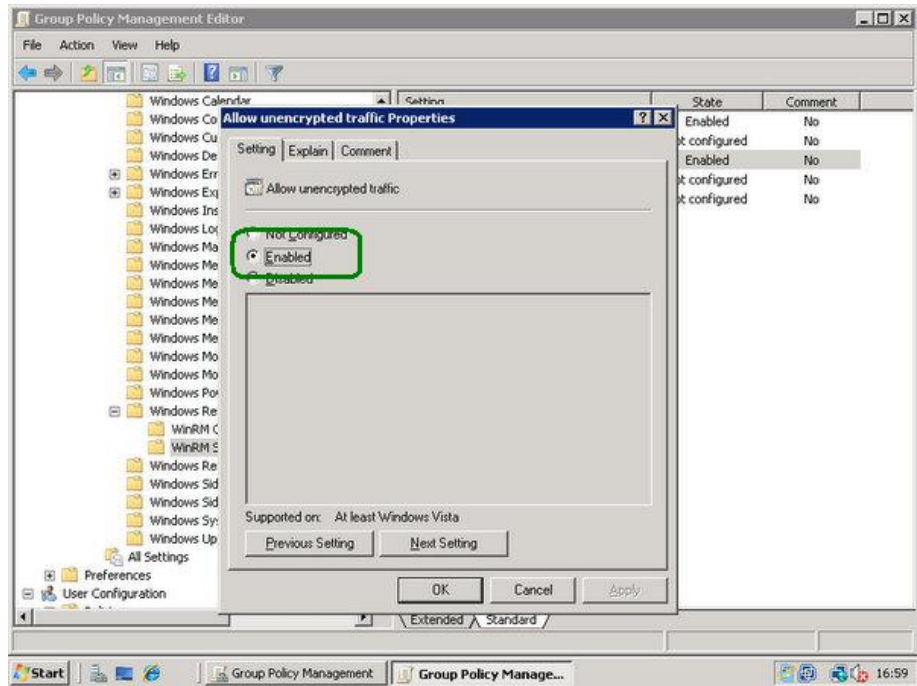 Group Policy Management Editor
File Action View Help
Setting State Comment
Enabled No
ot configured No
Enabled No
ot configured No
ot configured No
Windows Calendar
Windows Co
Windows Cu
Windows De
Windows Err
Windows Exp
Windows Ins
Windows Loc
Windows Ma
Windows Me
Windows Me
Windows Me
Windows Me
Windows Me
Windows Mo
Windows Mo
Windows Po
Windows Re
WinRM C
WinRM S
Windows Re
Windows Sid
Windows Sid
Windows Sy
Windows Up
All Settings
Preferences
User Configuration
Allow unencrypted traffic Properties
Setting Explain Comment
Allow unencrypted traffic
Not Configured
Enabled
Disabled
Supported on: At least Windows Vista
Previous Setting Next Setting
OK Cancel Apply
Extended Standard
Start Group Policy Management Group Policy Manage... 16:59